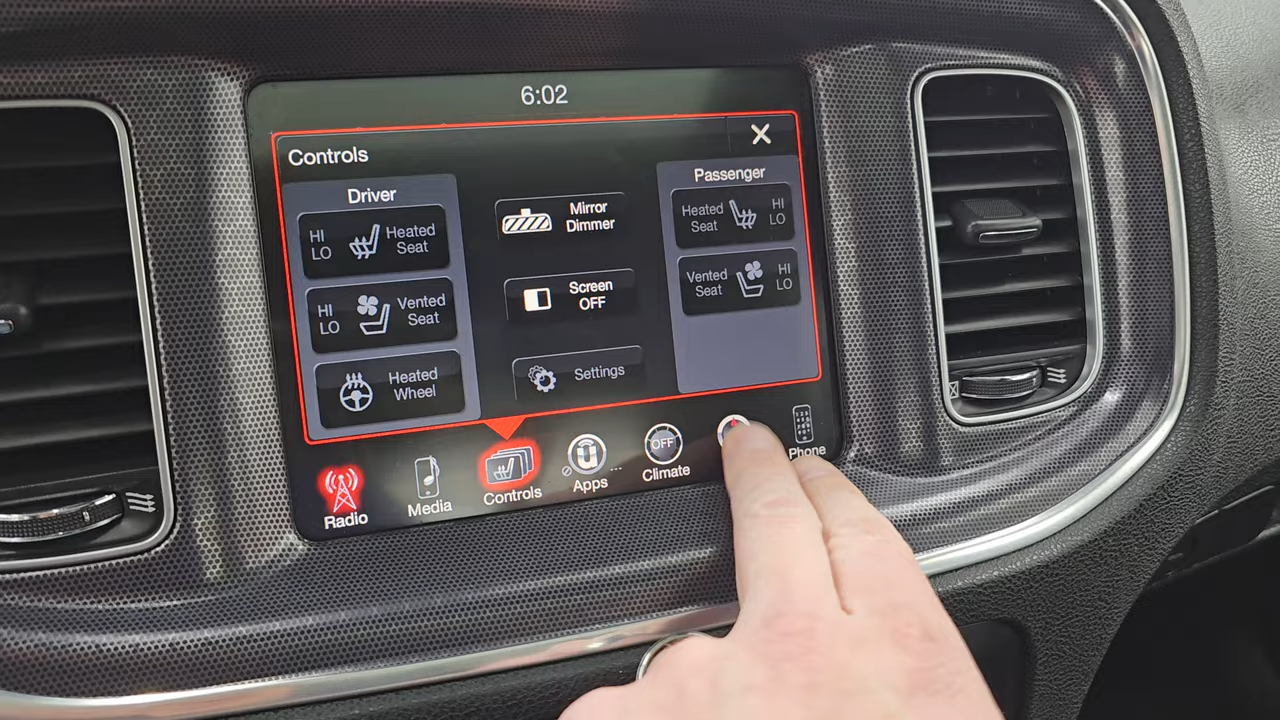 6:02
Controls
Driver
HI
LO
Heated
Seat
HI
LO
Vented
Seat
Heated
Wheel
Mirror
Dimmer
Screen
OFF
Settings
Passenger
Heated
Seat
HI
LO
Vented
Seat
HI
LO
Radio
Media
Controls
Apps
OFF
Climate
Phone